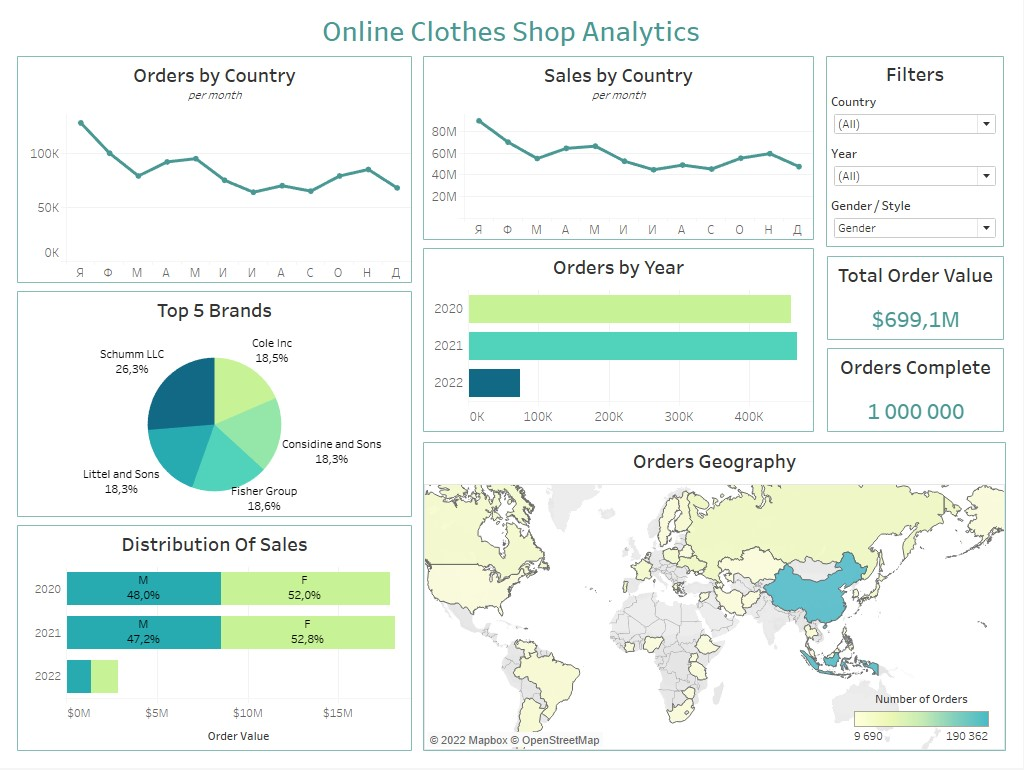 Online Clothes Shop Analytics
Orders by Country
per month
100K
50K
0K
Я Ф М А М И И А С О Н Д
Sales by Country
per month
80M
60M
40M
20M
Я Ф М А М И И А С О Н Д
Filters
Country
(All)
Year
(All)
Gender / Style
Gender
Total Order Value
$699,1M
Orders Complete
1 000 000
Orders by Year
2020
2021
2022
0K 100K 200K 300K 400K
Top 5 Brands
Schumm LLC
26,3%
Cole Inc
18,5%
Considine and Sons
18,3%
Littel and Sons
18,3%
Fisher Group
18,6%
Distribution Of Sales
2020
M
48,0%
F
52,0%
2021
M
47,2%
F
52,8%
2022
$0M $5M $10M $15M
Order Value
Orders Geography
Number of Orders
9 690 190 362
© 2022 Mapbox © OpenStreetMap